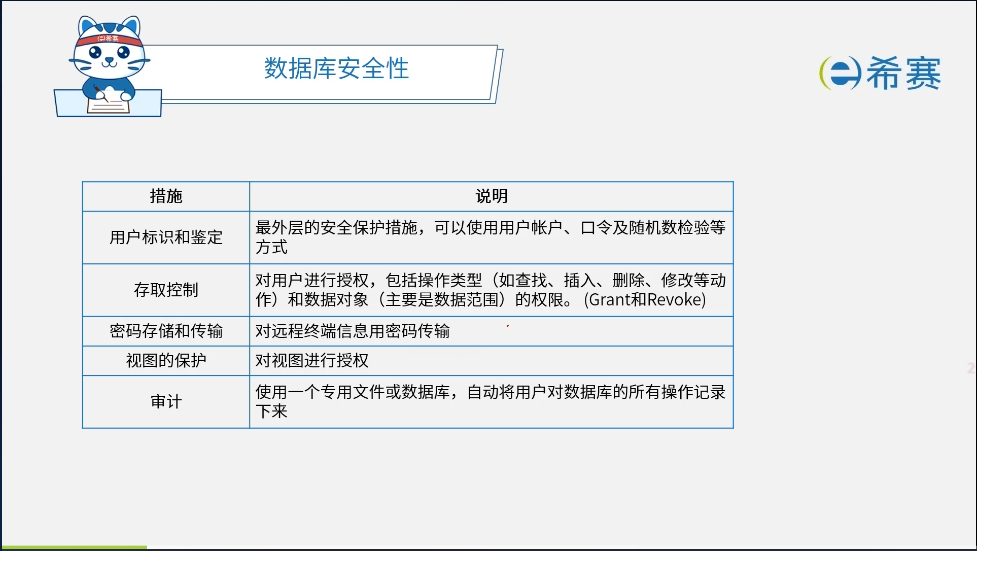 希赛
数据库安全性
希赛
措施
说明
用户标识和鉴定
最外层的安全保护措施，可以使用用户帐户、口令及随机数检验等
方式
存取控制
对用户进行授权，包括操作类型（如查找、插入、删除、修改等动
作）和数据对象（主要是数据范围）的权限。 (Grant和Revoke)
密码存储和传输
对远程终端信息用密码传输
视图的保护
对视图进行授权
审计
使用一个专用文件或数据库，自动将用户对数据库的所有操作记录
下来
2